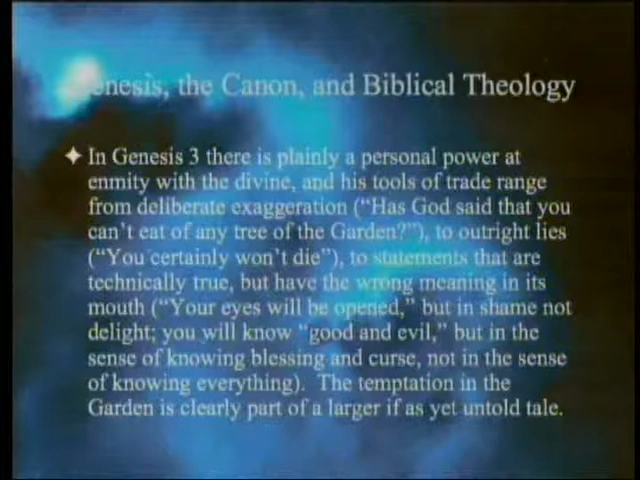 Genesis, the Canon, and Biblical Theology
In Genesis 3 there is plainly a personal power at
enmity with the divine, and his tools of trade range
from deliberate exaggeration (“Has God said that you
can’t eat of any tree of the Garden?”), to outright lies
(“You certainly won’t die”), to statements that are
technically true, but have the wrong meaning in its
mouth (“Your eyes will be opened,” but in shame not
delight; you will know “good and evil,” but in the
sense of knowing blessing and curse, not in the sense
of knowing everything).  The temptation in the
Garden is clearly part of a larger if as yet untold tale.